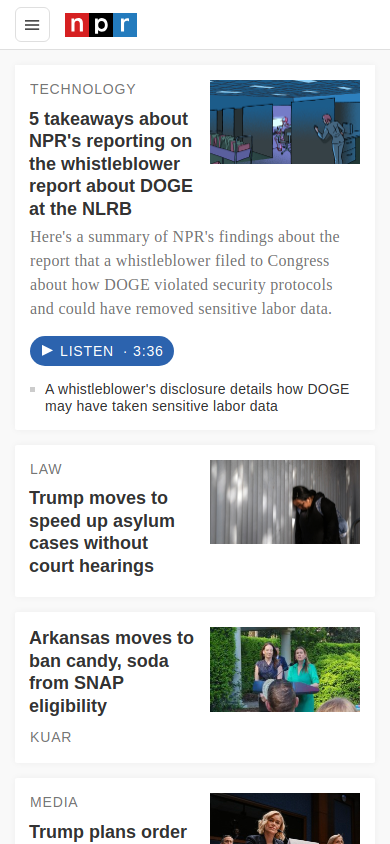 npr
TECHNOLOGY
5 takeaways about
NPR's reporting on
the whistleblower
report about DOGE
at the NLRB
Here's a summary of NPR's findings about the
report that a whistleblower filed to Congress
about how DOGE violated security protocols
and could have removed sensitive labor data.
LISTEN · 3:36
A whistleblower's disclosure details how DOGE
may have taken sensitive labor data
LAW
Trump moves to
speed up asylum
cases without
court hearings
Arkansas moves to
ban candy, soda
from SNAP
eligibility
KUAR
MEDIA
Trump plans order